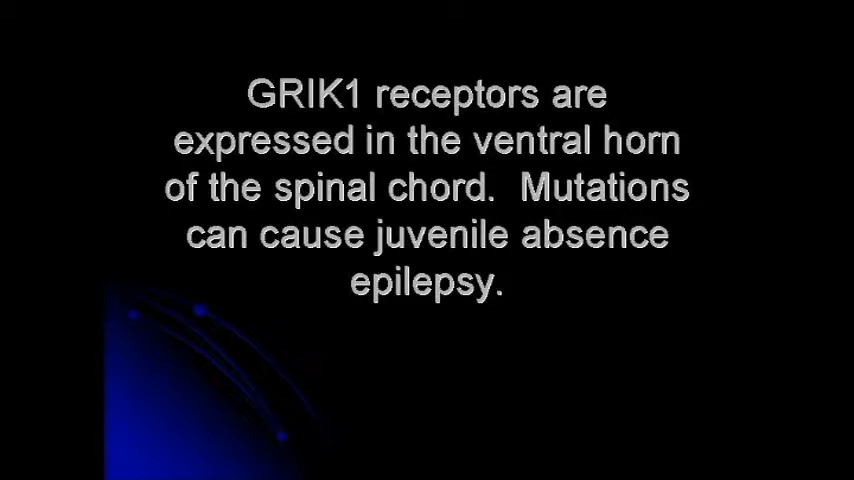 GRIK1 receptors are
expressed in the ventral horn
of the spinal chord.  Mutations
can cause juvenile absence
epilepsy.